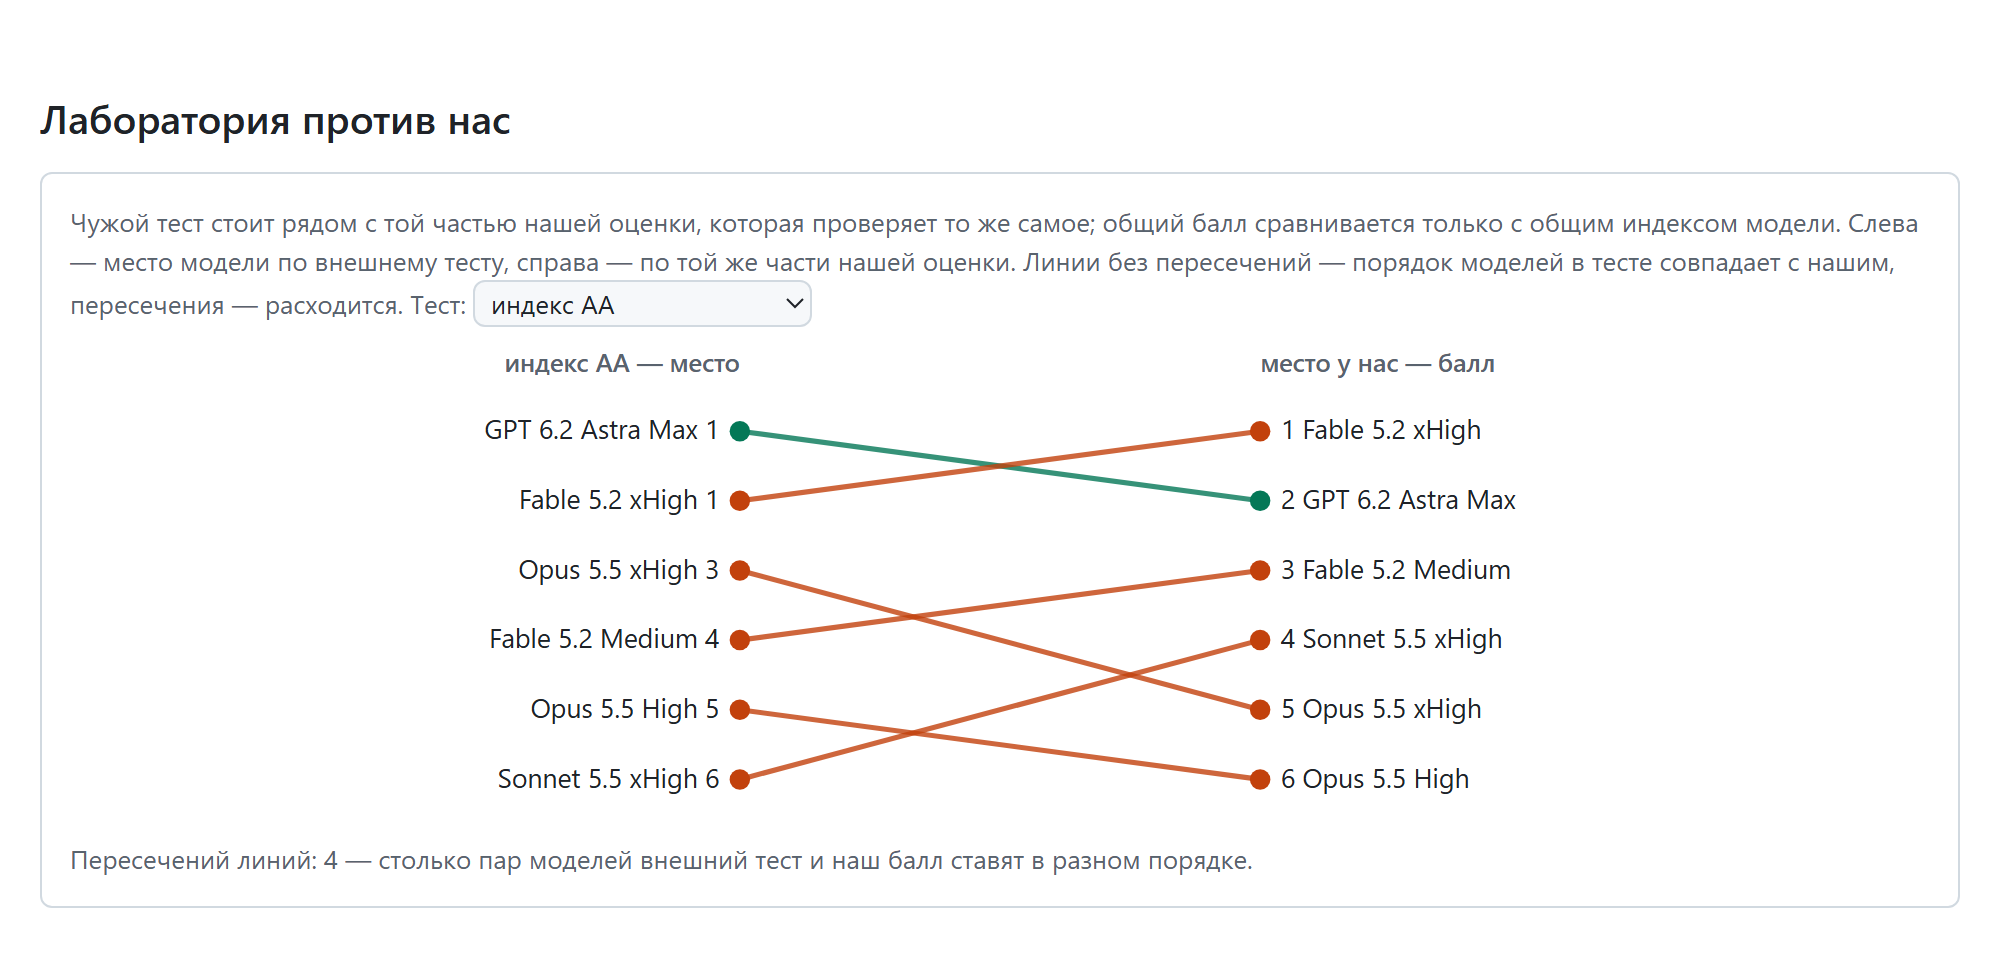 Лаборатория против нас
Чужой тест стоит рядом с той частью нашей оценки, которая проверяет то же самое; общий балл сравнивается только с общим индексом модели. Слева
— место модели по внешнему тесту, справа — по той же части нашей оценки. Линии без пересечений — порядок моделей в тесте совпадает с нашим,
пересечения — расходится. Тест: индекс AA
индекс AA — место
место у нас — балл
GPT 6.2 Astra Max 1
1 Fable 5.2 xHigh
Fable 5.2 xHigh 1
2 GPT 6.2 Astra Max
Opus 5.5 xHigh 3
3 Fable 5.2 Medium
Fable 5.2 Medium 4
4 Sonnet 5.5 xHigh
Opus 5.5 High 5
5 Opus 5.5 xHigh
Sonnet 5.5 xHigh 6
6 Opus 5.5 High
Пересечений линий: 4 — столько пар моделей внешний тест и наш балл ставят в разном порядке.